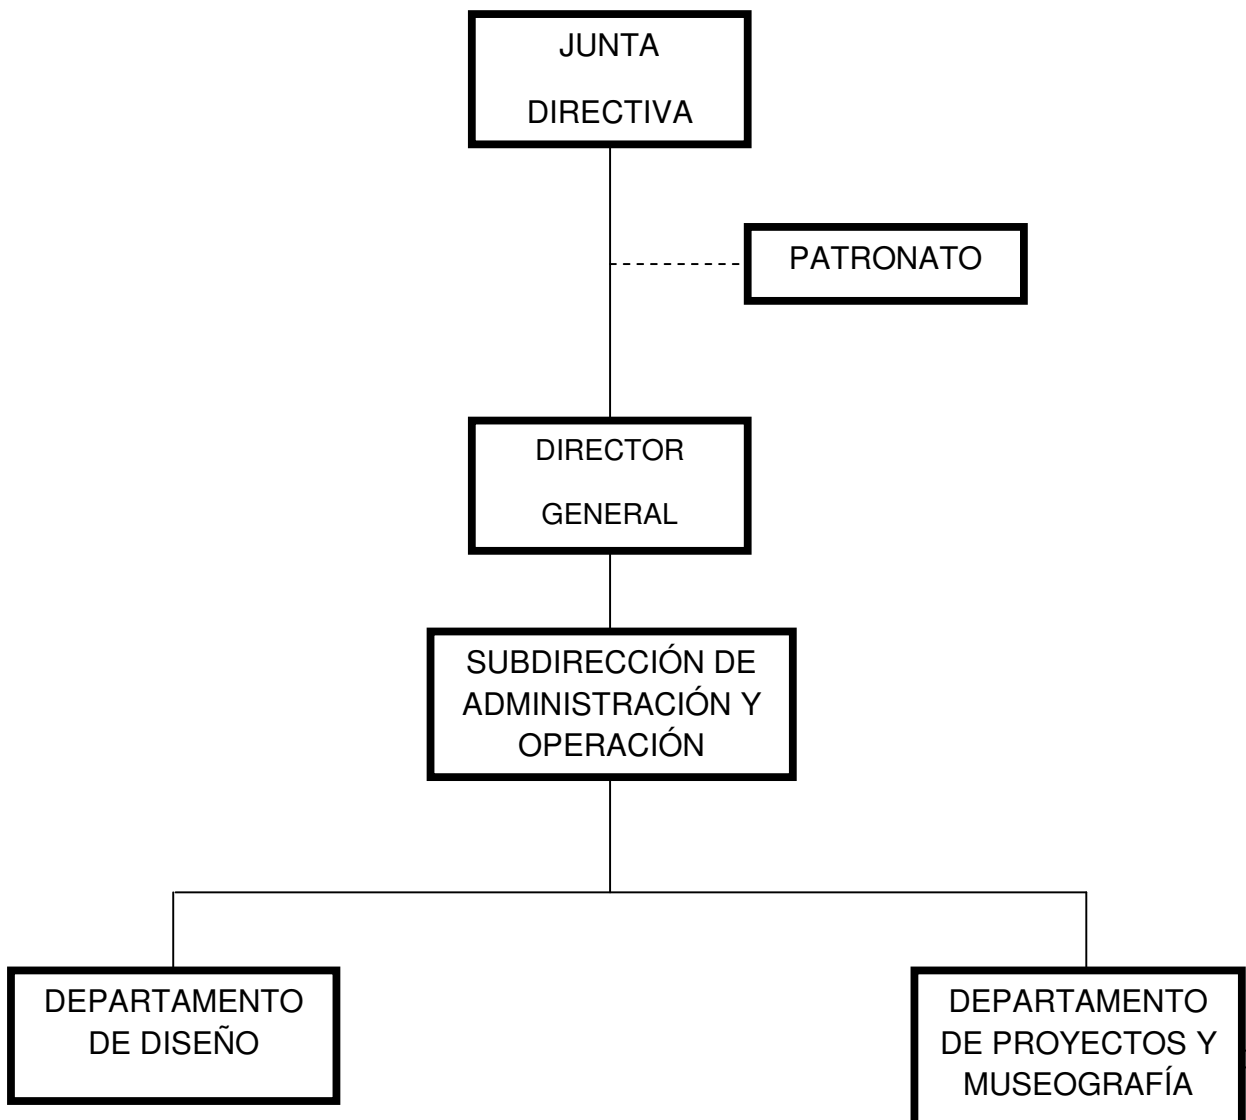 JUNTA
DIRECTIVA
PATRONATO
DIRECTOR
GENERAL
SUBDIRECCIÓN DE
ADMINISTRACIÓN Y
OPERACIÓN
DEPARTAMENTO
DE DISEÑO
DEPARTAMENTO
DE PROYECTOS Y
MUSEOGRAFÍA